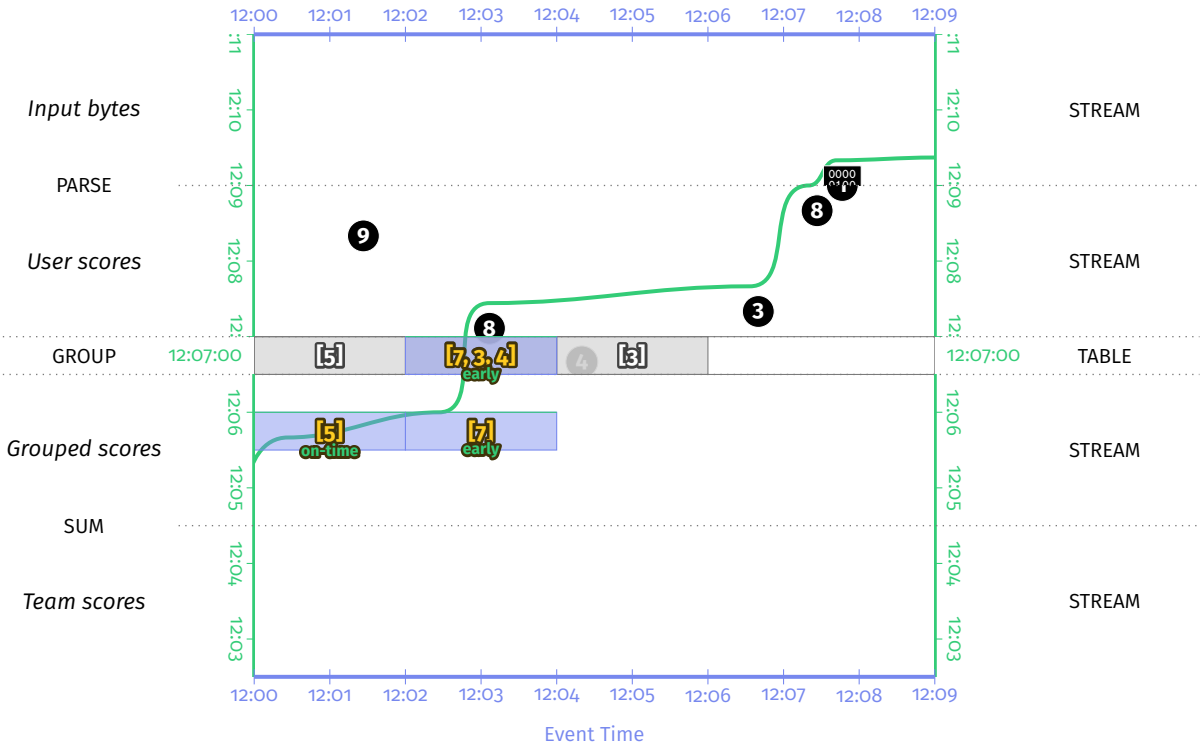 12:00 12:01 12:02 12:03 12:04 12:05 12:06 12:07 12:08 12:09
:11 :11
Input bytes 12:10 12:10 STREAM
0000
PARSE 12:09 12:09
8
9
User scores 12:08 12:08 STREAM
3
8
12: 12:
GROUP 12:07:00 [5] [7, 3, 4] 4 [3] 12:07:00 TABLE
early
12:06 12:06
[5] [7]
Grouped scores on-time early STREAM
12:05 12:05
SUM
12:04 12:04
Team scores STREAM
12:03 12:03
12:00 12:01 12:02 12:03 12:04 12:05 12:06 12:07 12:08 12:09
Event Time